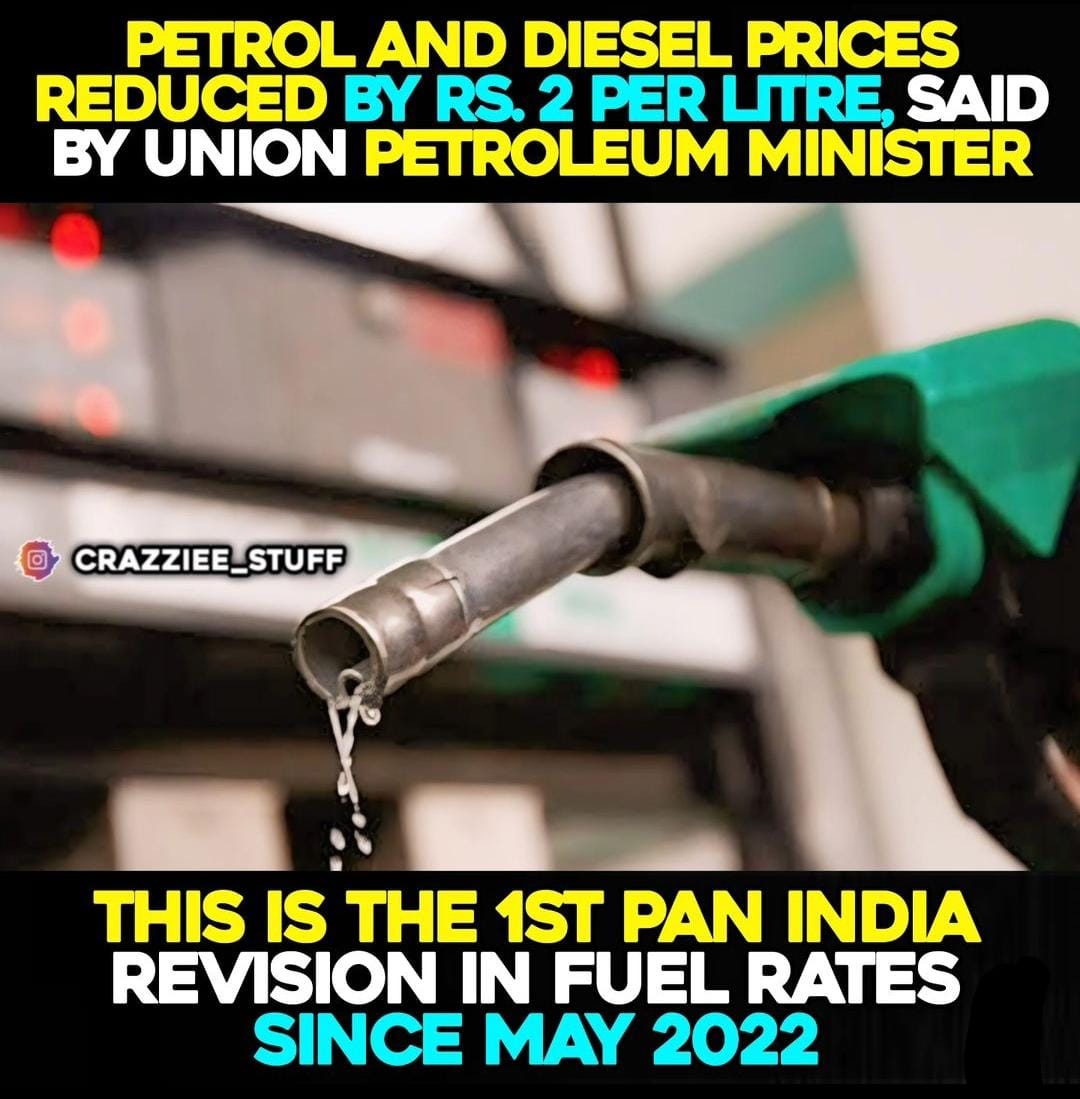 PETROL AND DIESEL PRICES
REDUCED BY RS. 2 PER LITRE, SAID
BY UNION PETROLEUM MINISTER
CRAZZIEE_STUFF
THIS IS THE 1ST PAN INDIA
REVISION IN FUEL RATES
SINCE MAY 2022